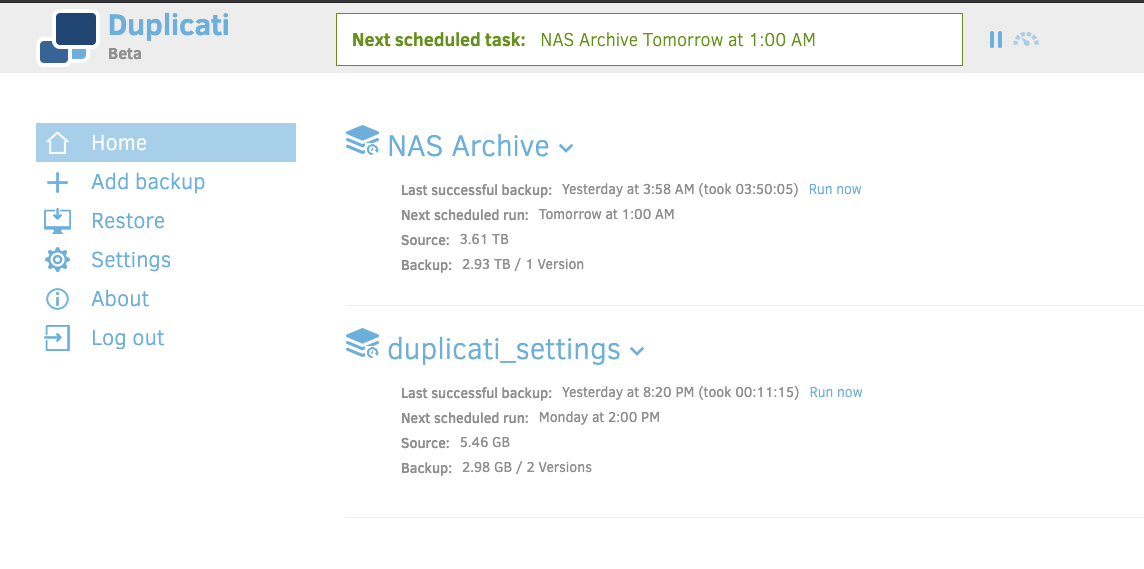 Duplicati
Beta
Next scheduled task: NAS Archive Tomorrow at 1:00 AM
Home
Add backup
Restore
Settings
About
Log out
NAS Archive
Last successful backup: Yesterday at 3:58 AM (took 03:50:05) Run now
Next scheduled run: Tomorrow at 1:00 AM
Source: 3.61 TB
Backup: 2.93 TB / 1 Version
duplicati_settings
Last successful backup: Yesterday at 8:20 PM (took 00:11:15) Run now
Next scheduled run: Monday at 2:00 PM
Source: 5.46 GB
Backup: 2.98 GB / 2 Versions